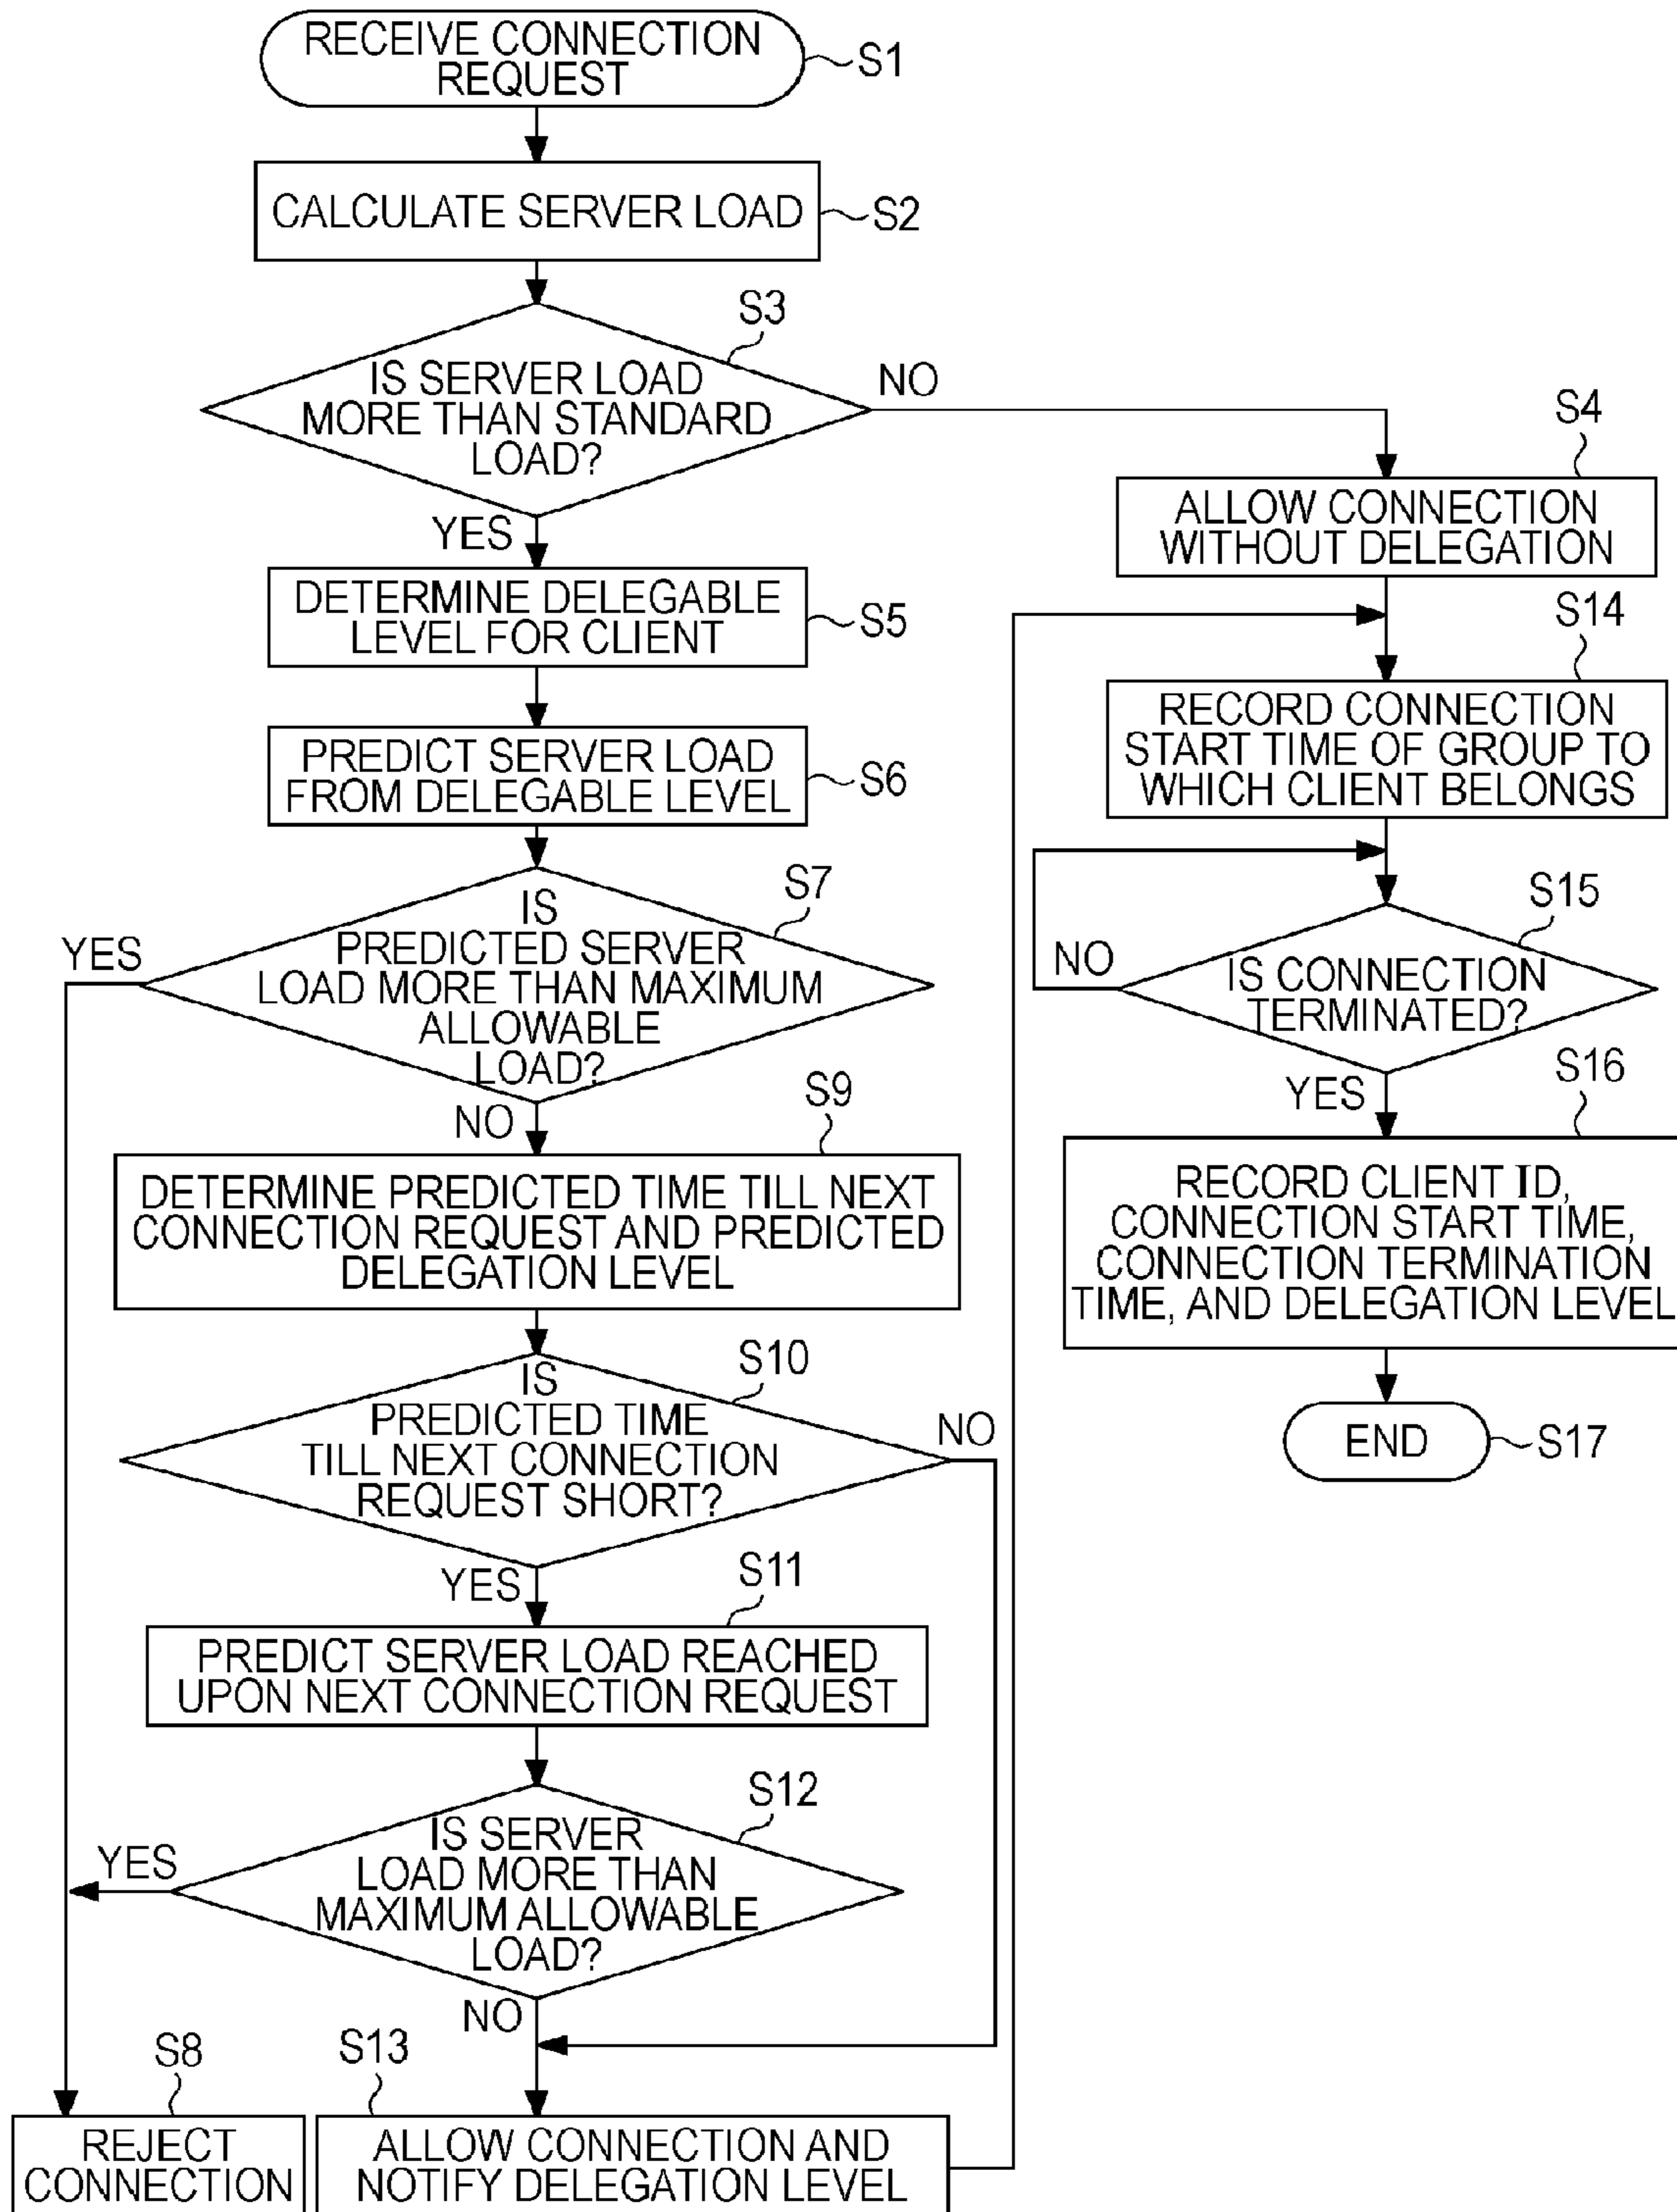 RECEIVE CONNECTION
REQUEST
S1
CALCULATE SERVER LOAD
S2
S3
IS SERVER LOAD
MORE THAN STANDARD
LOAD?
NO
YES
S4
ALLOW CONNECTION
WITHOUT DELEGATION
DETERMINE DELEGABLE
LEVEL FOR CLIENT
S5
PREDICT SERVER LOAD
FROM DELEGABLE LEVEL
S6
S7
IS
PREDICTED SERVER
LOAD MORE THAN MAXIMUM
ALLOWABLE
LOAD?
YES
NO
S9
DETERMINE PREDICTED TIME TILL NEXT
CONNECTION REQUEST AND PREDICTED
DELEGATION LEVEL
S10
IS
PREDICTED TIME
TILL NEXT CONNECTION
REQUEST SHORT?
NO
YES
S11
PREDICT SERVER LOAD REACHED
UPON NEXT CONNECTION REQUEST
S12
IS SERVER
LOAD MORE THAN
MAXIMUM ALLOWABLE
LOAD?
YES
NO
S8
REJECT
CONNECTION
S13
ALLOW CONNECTION AND
NOTIFY DELEGATION LEVEL
S14
RECORD CONNECTION
START TIME OF GROUP TO
WHICH CLIENT BELONGS
S15
IS CONNECTION
TERMINATED?
NO
YES
S16
RECORD CLIENT ID,
CONNECTION START TIME,
CONNECTION TERMINATION
TIME, AND DELEGATION LEVEL
END
S17